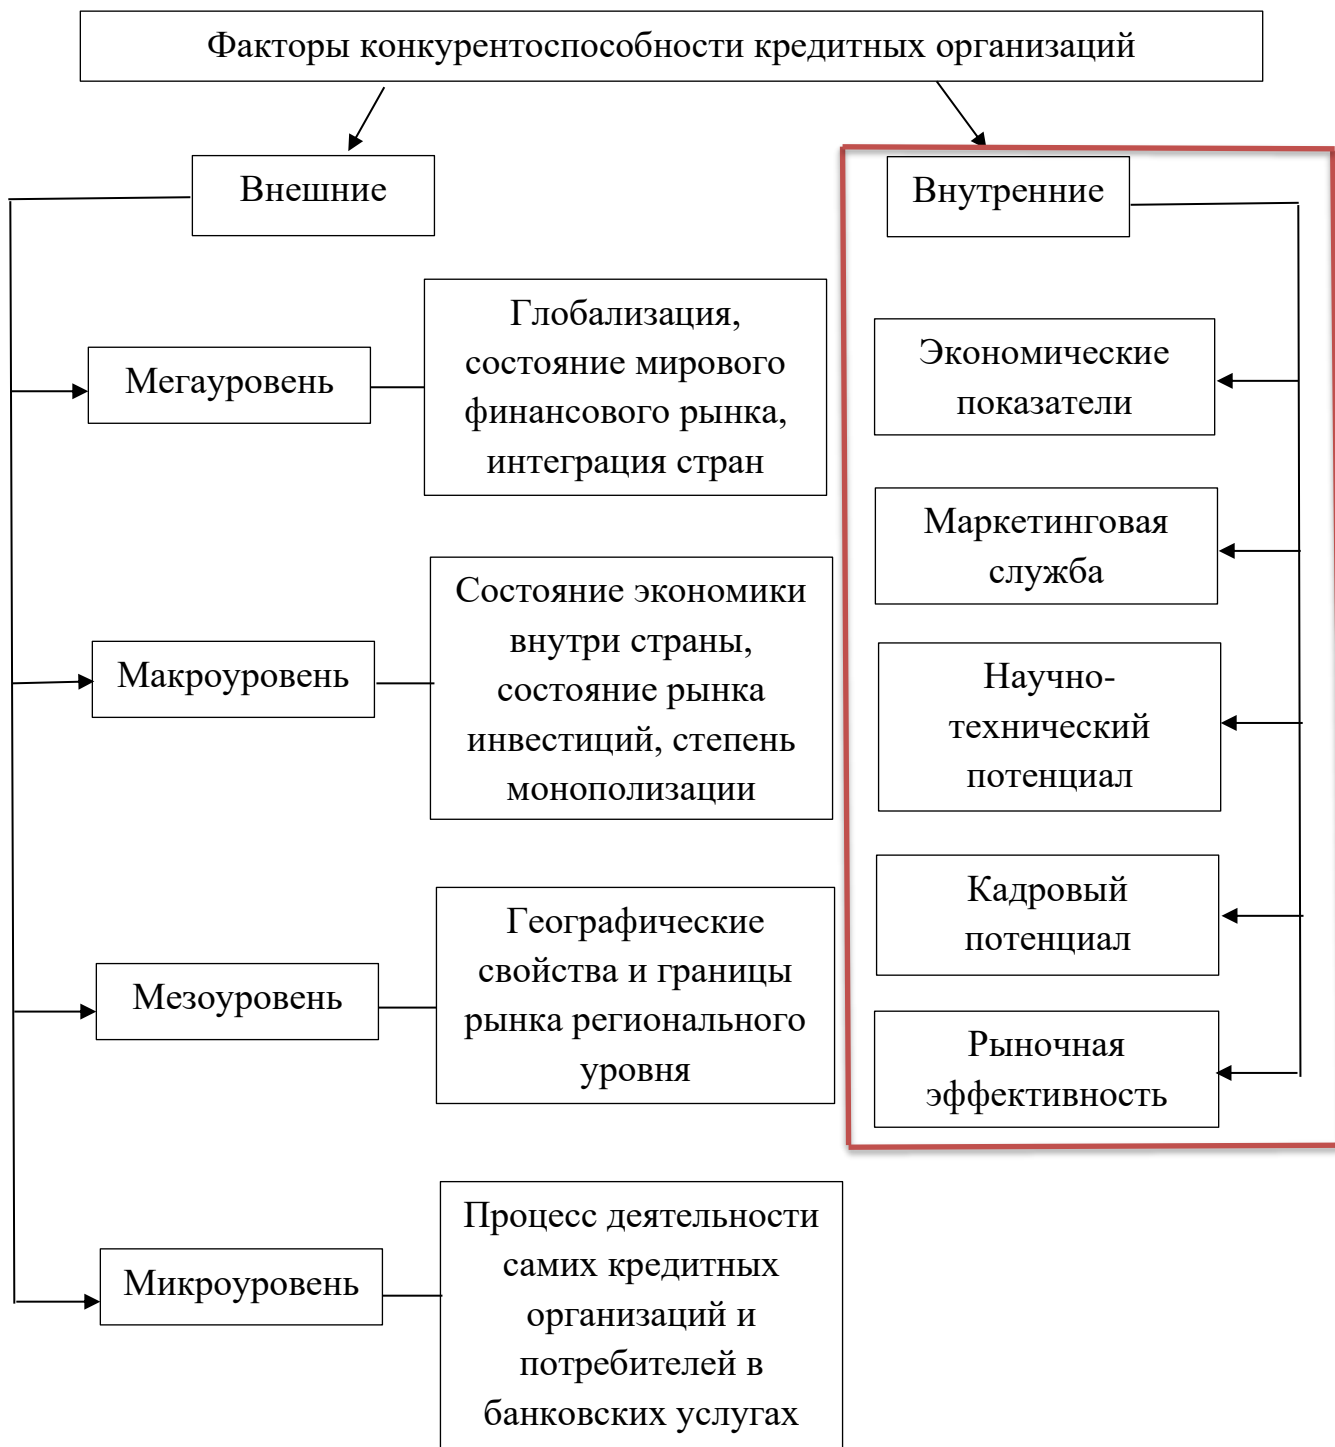 Факторы конкурентоспособности кредитных организаций
Внешние
Внутренние
Мегауровень
Глобализация,
состояние мирового
финансового рынка,
интеграция стран
Макроуровень
Состояние экономики
внутри страны,
состояние рынка
инвестиций, степень
монополизации
Мезоуровень
Географические
свойства и границы
рынка регионального
уровня
Микроуровень
Процесс деятельности
самих кредитных
организаций и
потребителей в
банковских услугах
Экономические
показатели
Маркетинговая
служба
Научно-
технический
потенциал
Кадровый
потенциал
Рыночная
эффективность